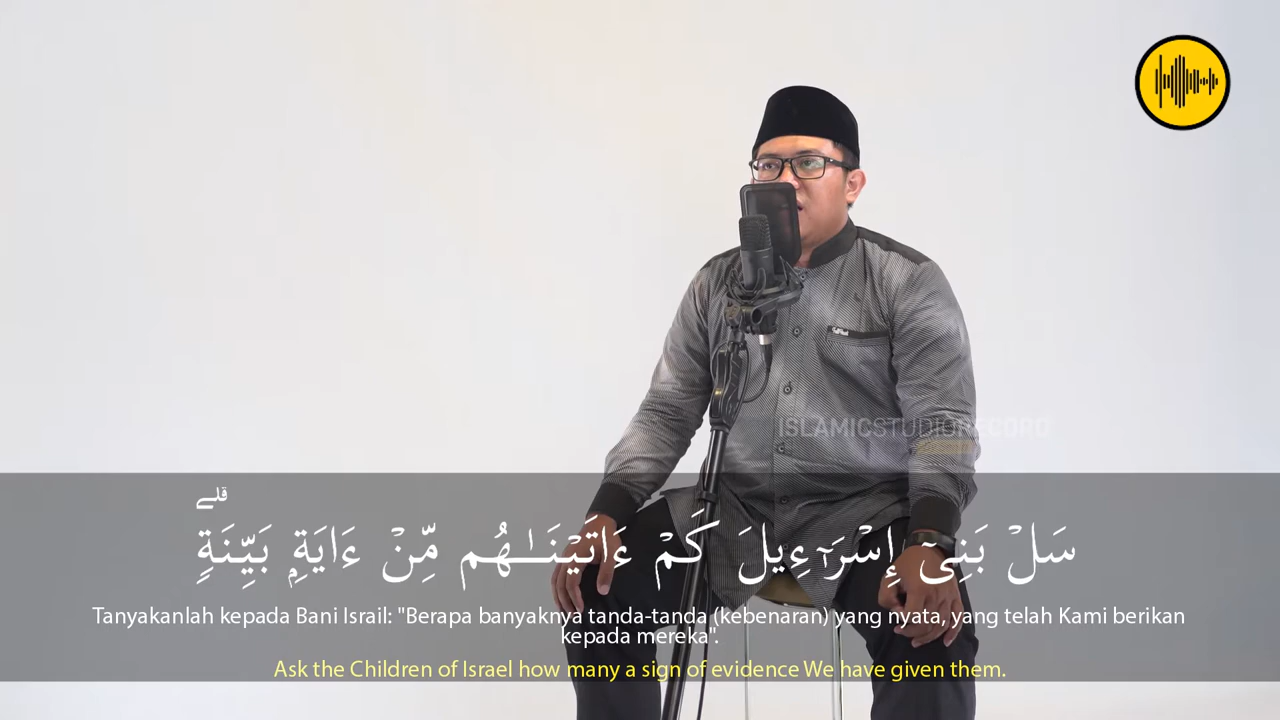 ISLAMICSTUDIORECORD
سَلْ بَنِىٓ إِسْرَٰٓءِيلَ كَمْ ءَاتَيْنَـٰهُم مِّنْ ءَايَةٍۭ بَيِّنَةٍۢ ۗ
Tanyakanlah kepada Bani Israil: "Berapa banyaknya tanda-tanda (kebenaran) yang nyata, yang telah Kami berikan
kepada mereka".
Ask the Children of Israel how many a sign of evidence We have given them.